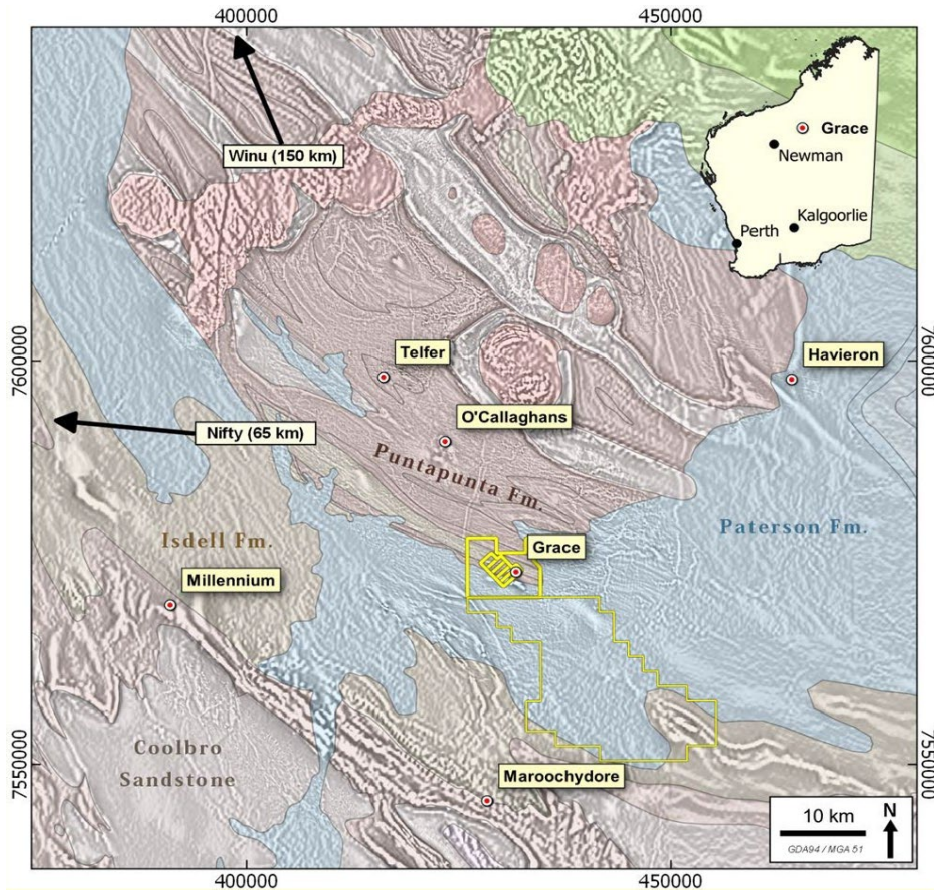 400000
450000
Winu (150 km)
Grace
Newman
Kalgoorlie
Perth
7600000
7600000
Telfer
Havieron
O'Callaghans
Nifty (65 km)
Puntapunta Fm.
Paterson Fm.
Isdell Fm.
Grace
Millennium
Coolbro
Sandstone
7550000
7550000
Maroochydore
10 km
N
GDA94 / MGA 51
400000
450000